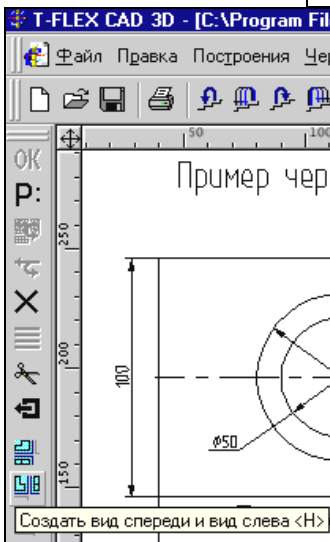 T-FLEX CAD 3D - [C:\Program Fil
Файл Правка Построения Чер
50 100
OK
Пример чер
P:
250
200
100
ø50
150
Создать вид спереди и вид слева <H>